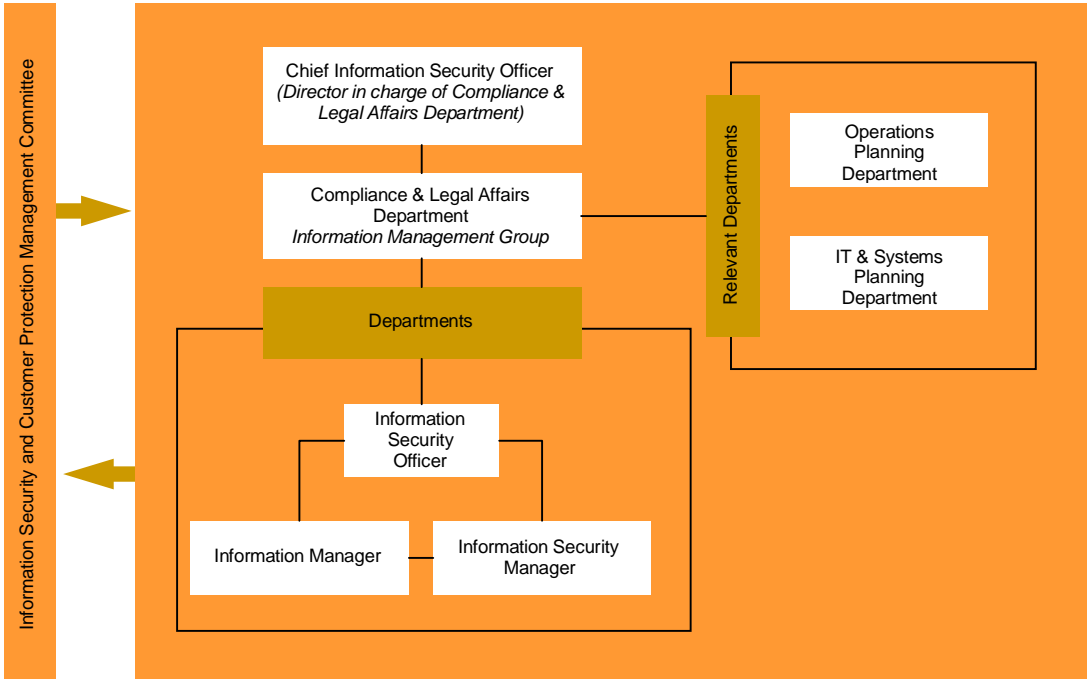 Information Security and Customer Protection Management Committee
Chief Information Security Officer
(Director in charge of Compliance &
Legal Affairs Department)
Compliance & Legal Affairs
Department
Information Management Group
Departments
Information
Security
Officer
Information Manager
Information Security
Manager
Relevant Departments
Operations
Planning
Department
IT & Systems
Planning
Department